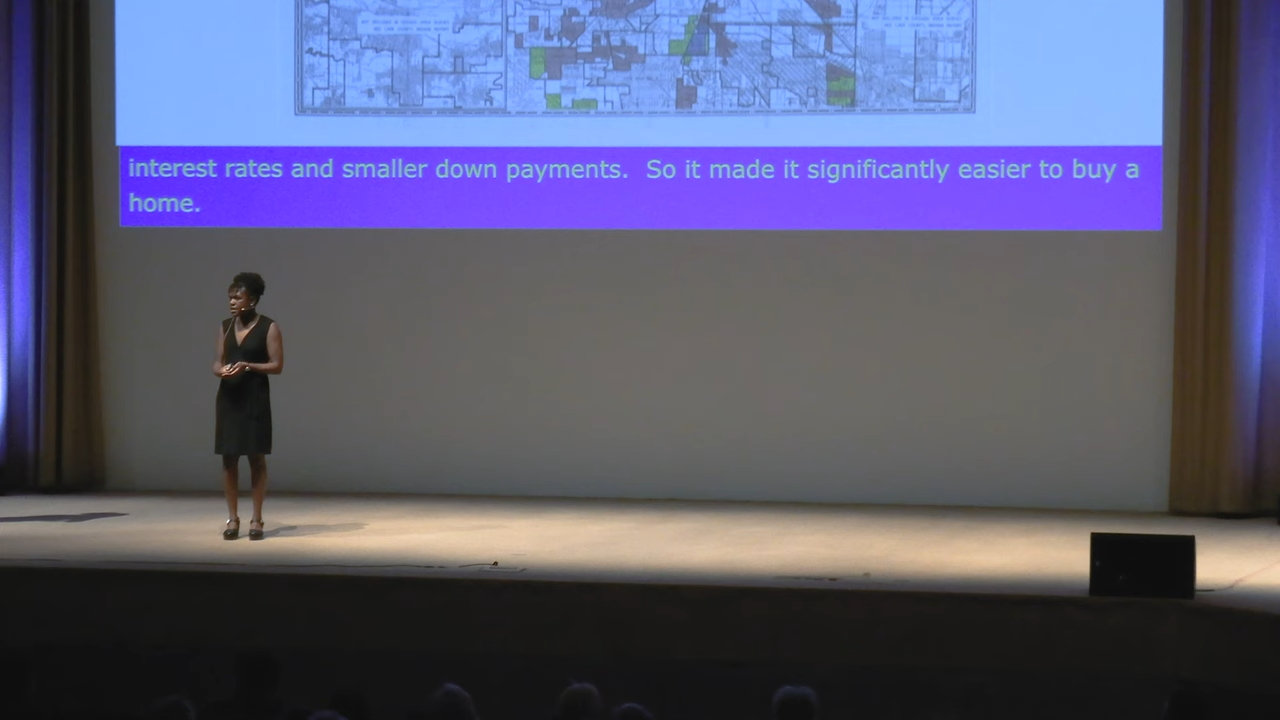 interest rates and smaller down payments.  So it made it significantly easier to buy a
home.